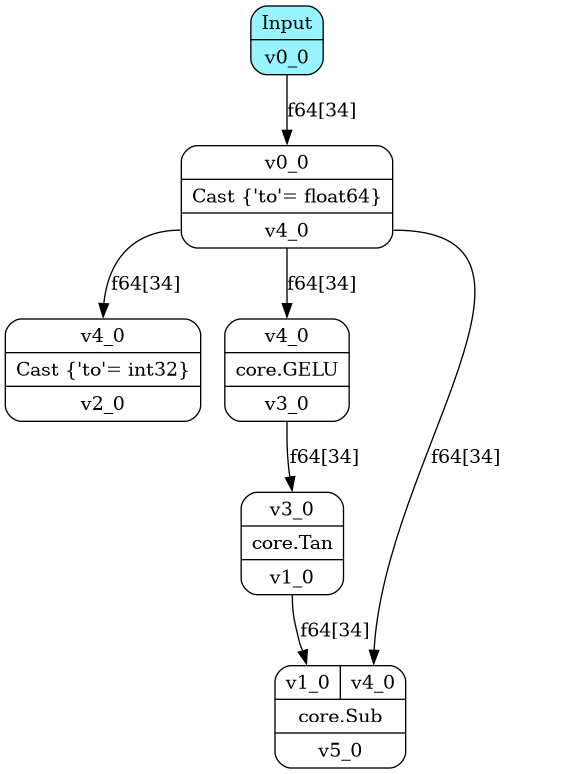 Input
v0_0
f64[34]
v0_0
Cast {'to'= float64}
v4_0
f64[34]
f64[34]
v4_0
Cast {'to'= int32}
v2_0
v4_0
core.GELU
v3_0
f64[34]
f64[34]
v3_0
core.Tan
v1_0
f64[34]
v1_0
v4_0
core.Sub
v5_0